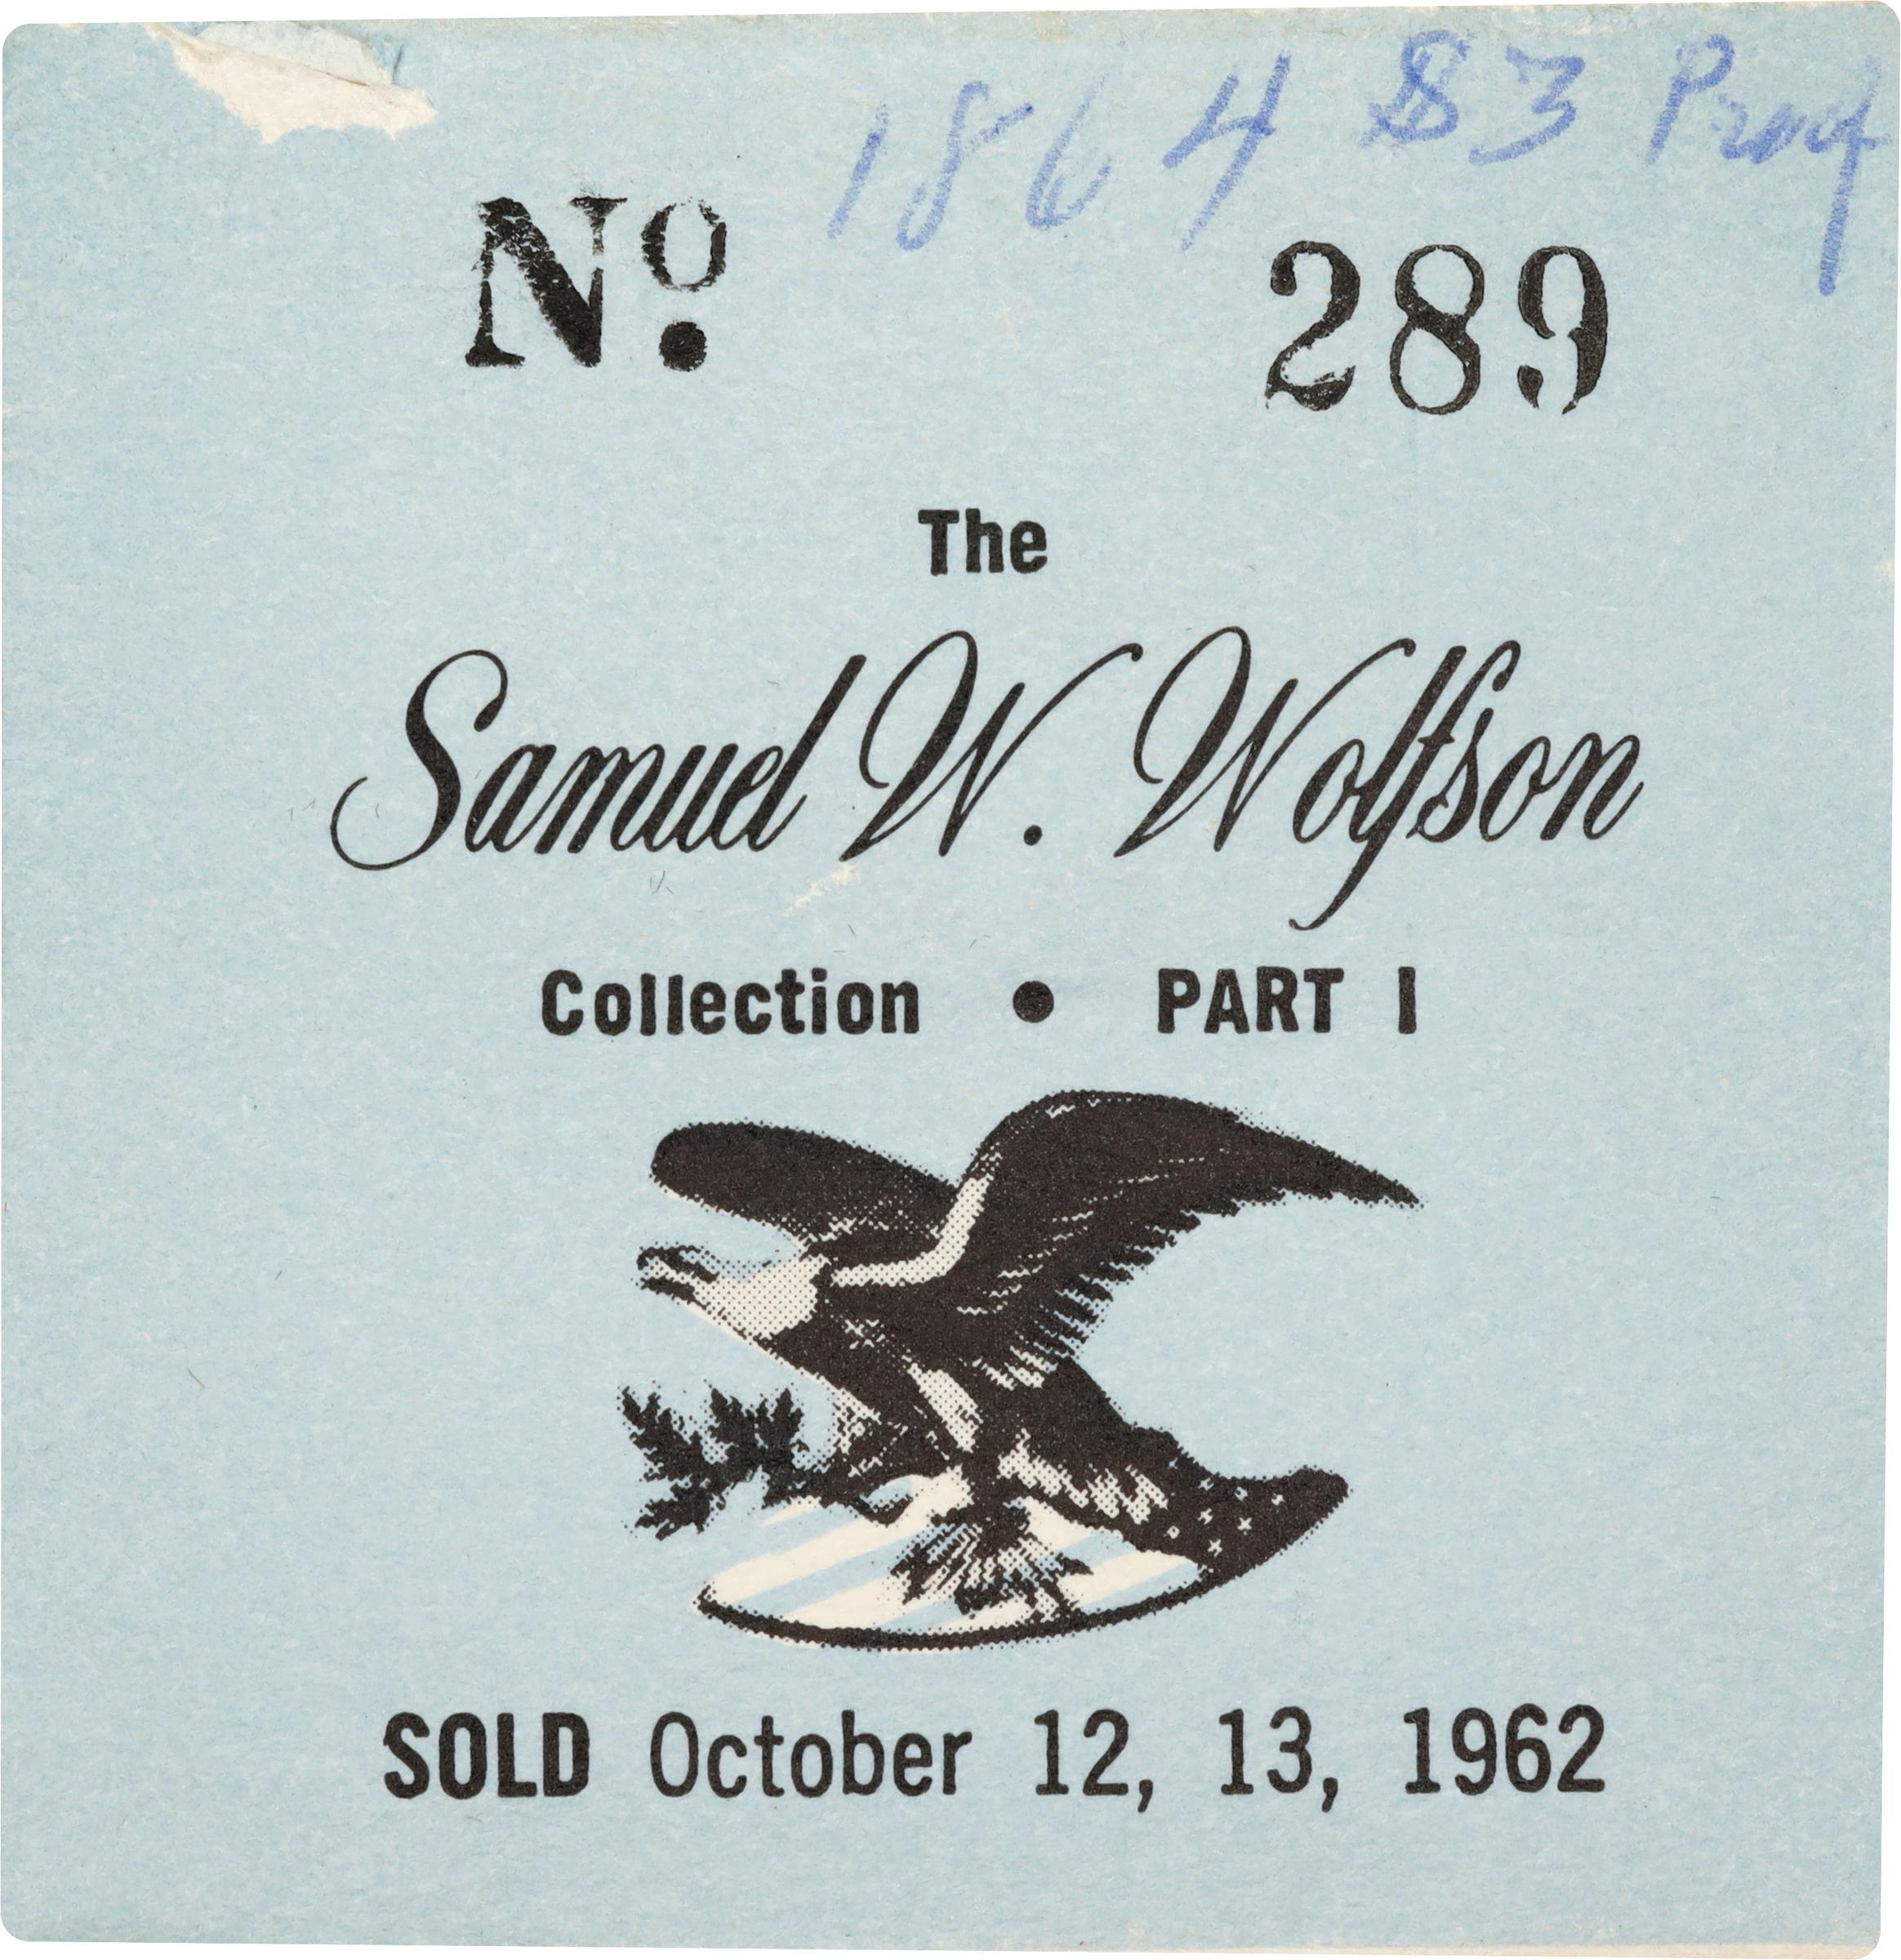 1864 $3 Proof
Nº. 289
The
Samuel W. Wolfson
Collection • PART I
SOLD October 12, 13, 1962